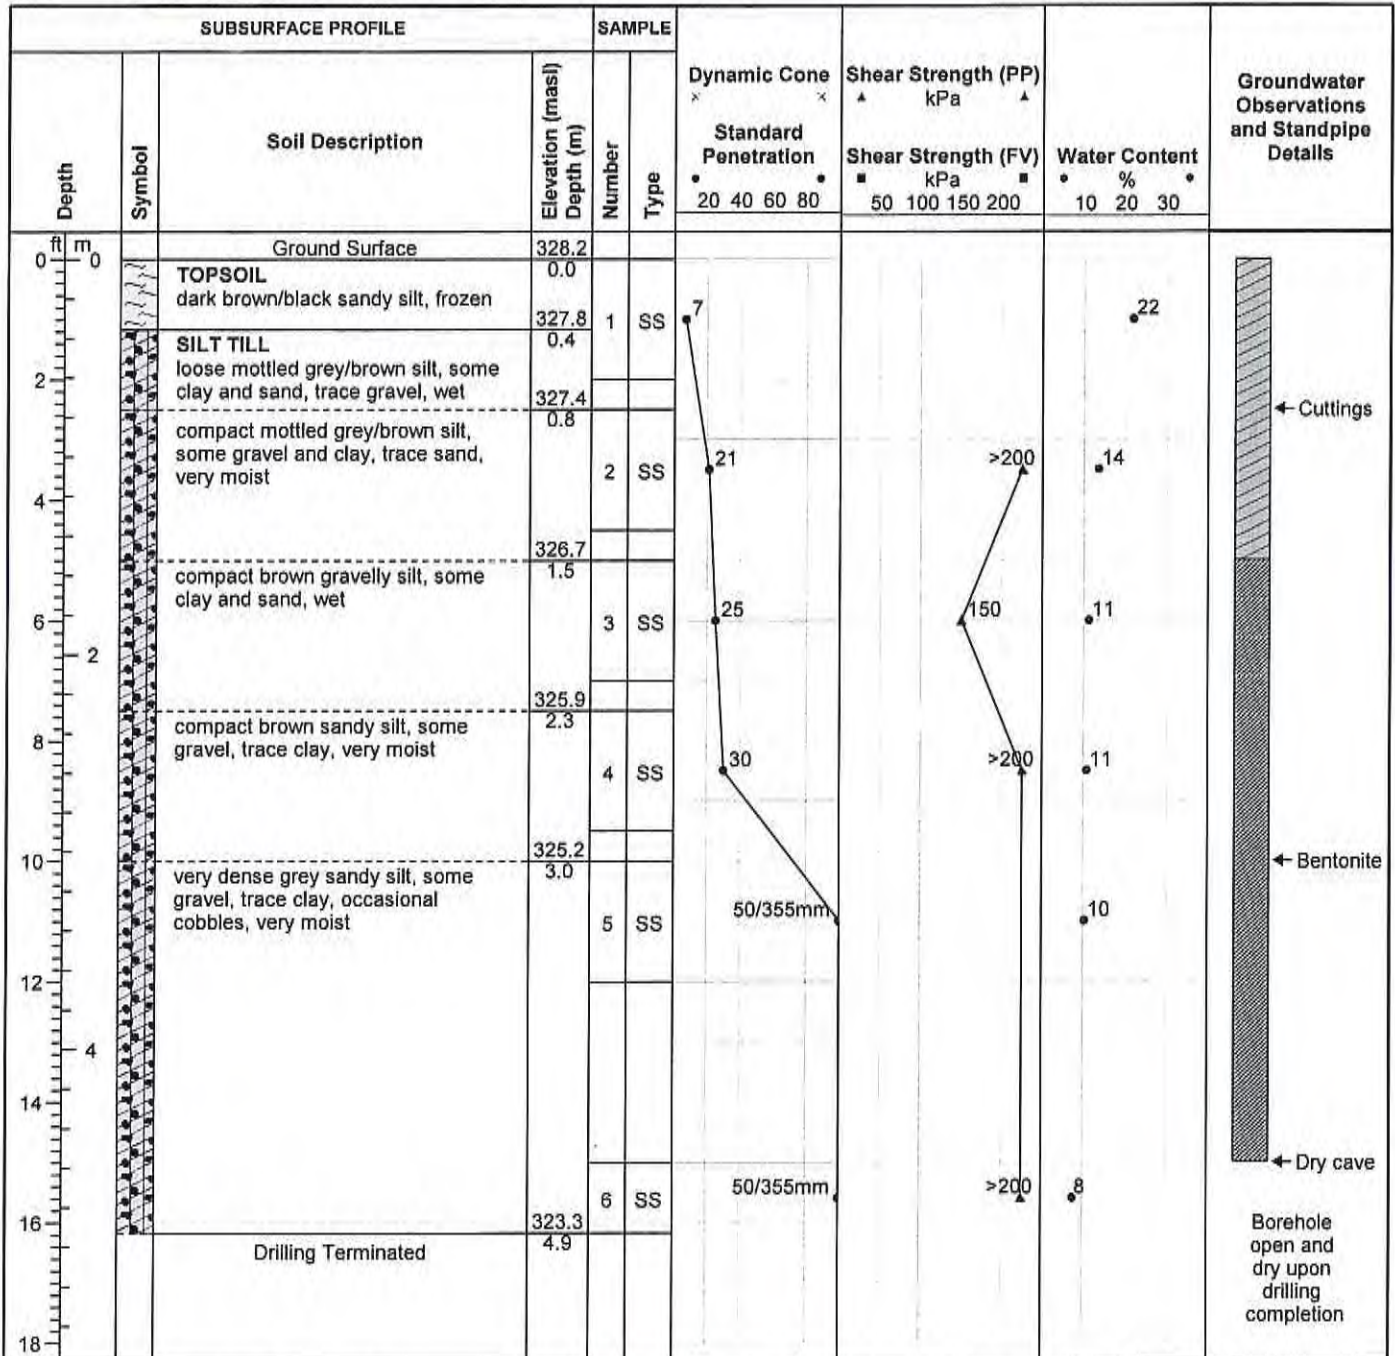 SUBSURFACE PROFILE
SAMPLE
Depth
Symbol
Soil Description
Elevation (masl)
Depth (m)
Number
Type
Dynamic Cone
Standard
Penetration
20 40 60 80
Shear Strength (PP)
kPa
Shear Strength (FV)
kPa
50 100 150 200
Water Content
%
10 20 30
Groundwater
Observations
and Standpipe
Details
ft m
0 0
2
4
6
2
8
10
12
4
14
16
18
Ground Surface
328.2
0.0
TOPSOIL
dark brown/black sandy silt, frozen
327.8
0.4
SILT TILL
loose mottled grey/brown silt, some
clay and sand, trace gravel, wet
327.4
0.8
compact mottled grey/brown silt,
some gravel and clay, trace sand,
very moist
326.7
1.5
compact brown gravelly silt, some
clay and sand, wet
325.9
2.3
compact brown sandy silt, some
gravel, trace clay, very moist
325.2
3.0
very dense grey sandy silt, some
gravel, trace clay, occasional
cobbles, very moist
323.3
4.9
Drilling Terminated
1 SS
2 SS
3 SS
4 SS
5 SS
6 SS
7
21
25
30
50/355mm
50/355mm
>200
150
>200
>200
22
14
11
11
10
8
Cuttings
Bentonite
Dry cave
Borehole
open and
dry upon
drilling
completion